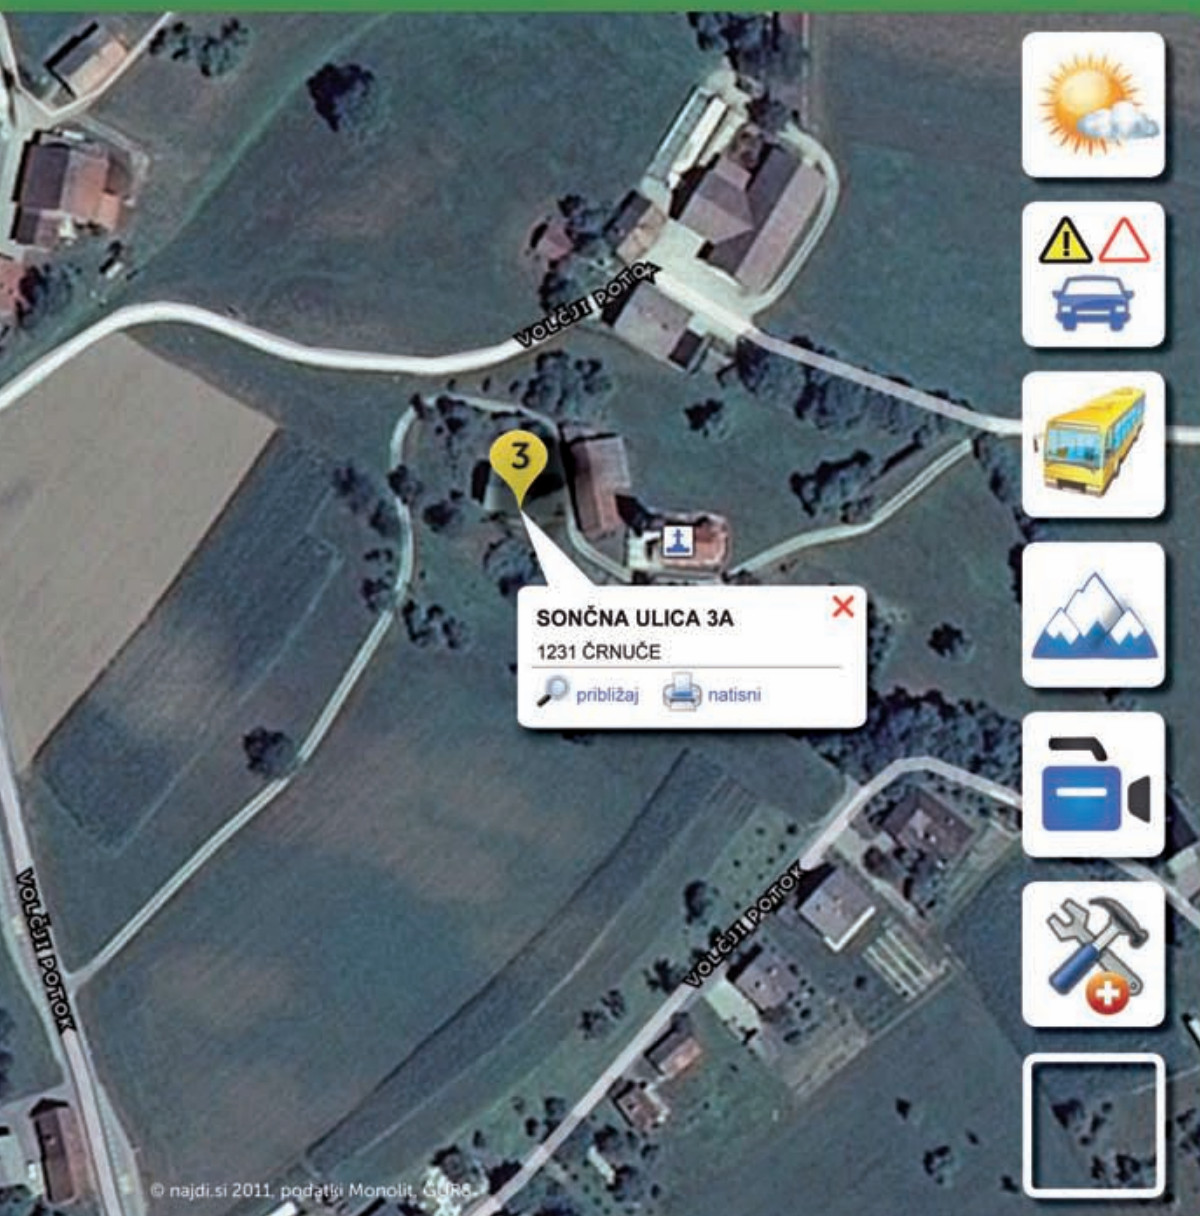 VOLČJI POTOK
3
SONČNA ULICA 3A
1231 ČRNUČE
približaj natisni
VOLČJI POTOK
VOLČJI POTOK
© najdi.si 2011, podatki Monolit, GURS